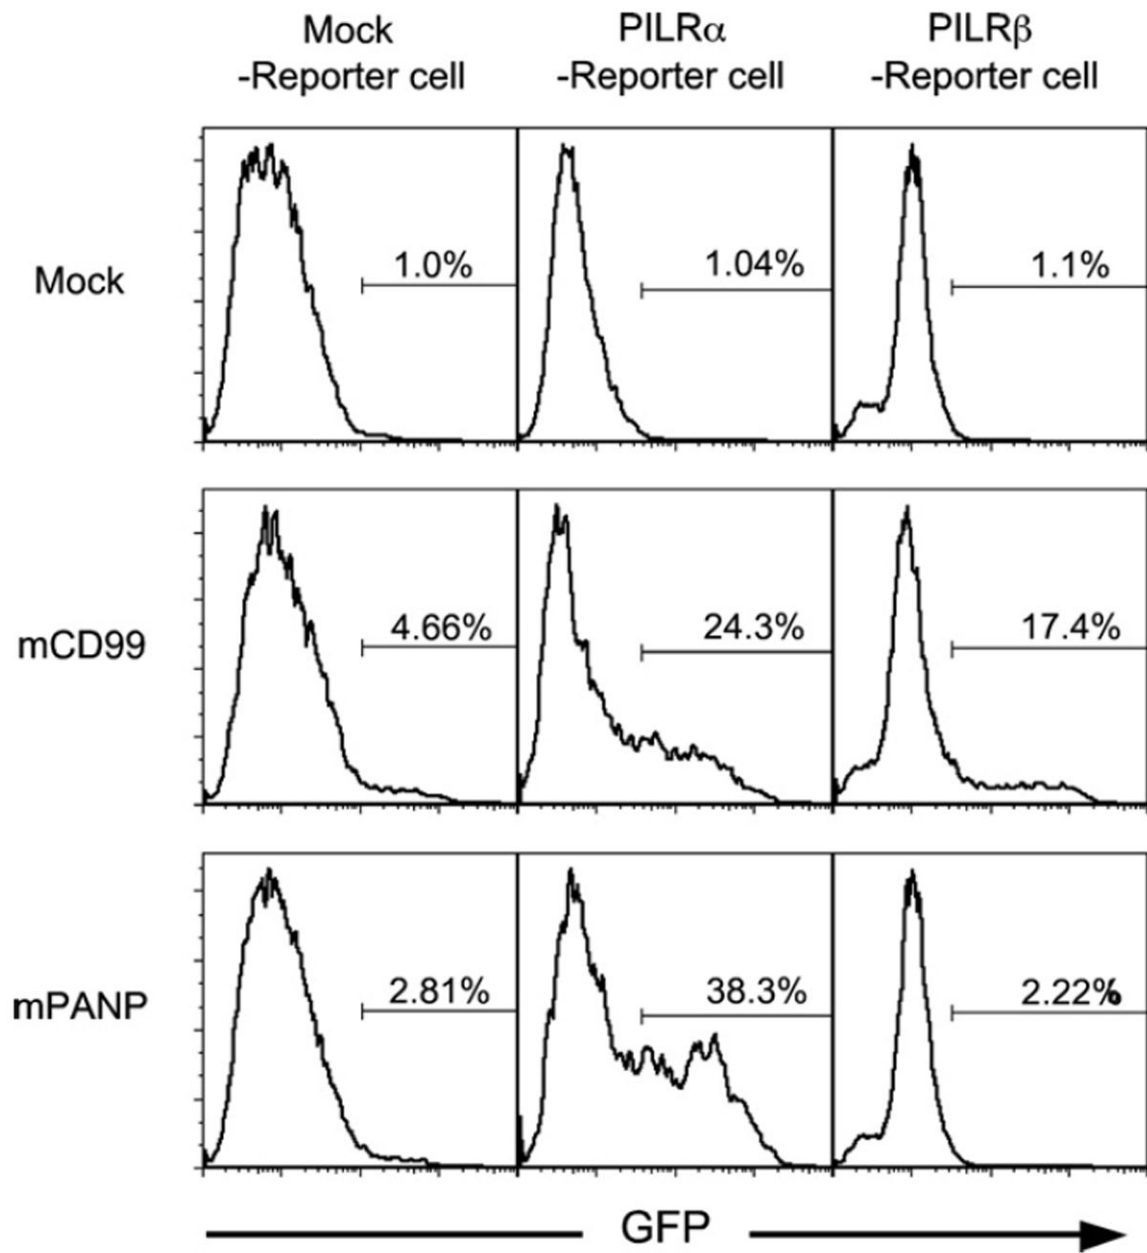 Mock
-Reporter cell
PILRα
-Reporter cell
PILRβ
-Reporter cell
Mock
1.0%
1.04%
1.1%
mCD99
4.66%
24.3%
17.4%
mPANP
2.81%
38.3%
2.22%
GFP